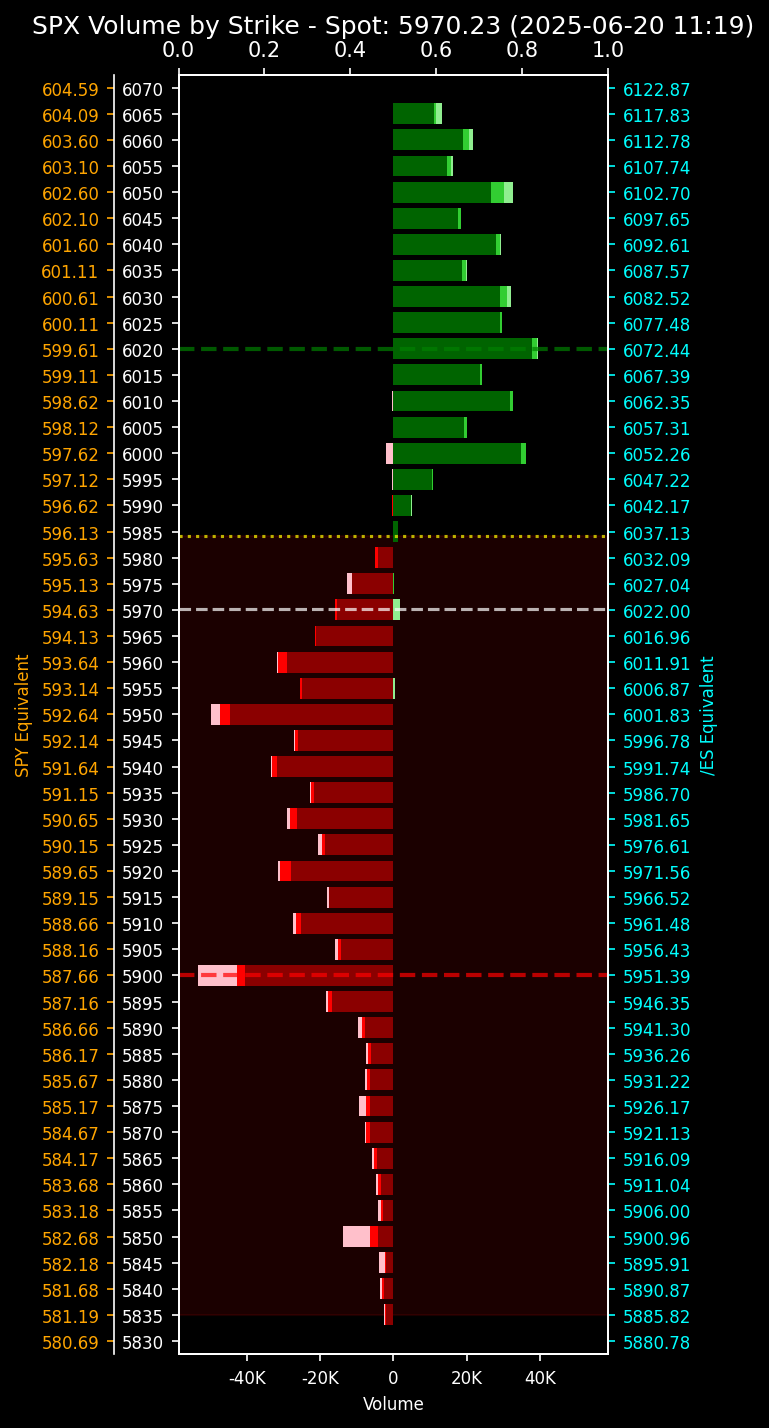 SPX Volume by Strike - Spot: 5970.23 (2025-06-20 11:19)
0.0 0.2 0.4 0.6 0.8 1.0
604.59 6070 6122.87
604.09 6065 6117.83
603.60 6060 6112.78
603.10 6055 6107.74
602.60 6050 6102.70
602.10 6045 6097.65
601.60 6040 6092.61
601.11 6035 6087.57
600.61 6030 6082.52
600.11 6025 6077.48
599.61 6020 6072.44
599.11 6015 6067.39
598.62 6010 6062.35
598.12 6005 6057.31
597.62 6000 6052.26
597.12 5995 6047.22
596.62 5990 6042.17
596.13 5985 6037.13
595.63 5980 6032.09
595.13 5975 6027.04
594.63 5970 6022.00
594.13 5965 6016.96
593.64 5960 6011.91
593.14 5955 6006.87
592.64 5950 6001.83
592.14 5945 5996.78
591.64 5940 5991.74
591.15 5935 5986.70
590.65 5930 5981.65
590.15 5925 5976.61
589.65 5920 5971.56
589.15 5915 5966.52
588.66 5910 5961.48
588.16 5905 5956.43
587.66 5900 5951.39
587.16 5895 5946.35
586.66 5890 5941.30
586.17 5885 5936.26
585.67 5880 5931.22
585.17 5875 5926.17
584.67 5870 5921.13
584.17 5865 5916.09
583.68 5860 5911.04
583.18 5855 5906.00
582.68 5850 5900.96
582.18 5845 5895.91
581.68 5840 5890.87
581.19 5835 5885.82
580.69 5830 5880.78
SPY Equivalent
/ES Equivalent
-40K -20K 0 20K 40K
Volume